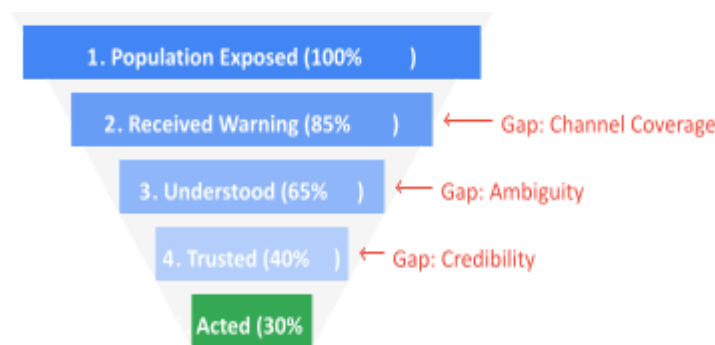 1. Population Exposed (100% )
2. Received Warning (85% )
Gap: Channel Coverage
3. Understood (65% )
Gap: Ambiguity
4. Trusted (40% )
Gap: Credibility
Acted (30%